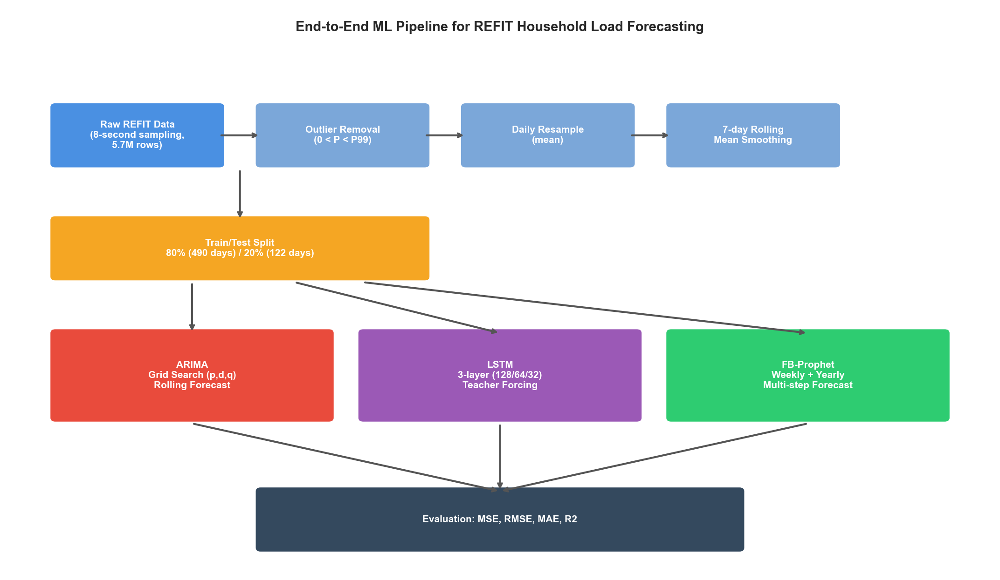 End-to-End ML Pipeline for REFIT Household Load Forecasting
Raw REFIT Data
(8-second sampling,
5.7M rows)
Outlier Removal
(0 < P < P99)
Daily Resample
(mean)
7-day Rolling
Mean Smoothing
Train/Test Split
80% (490 days) / 20% (122 days)
ARIMA
Grid Search (p,d,q)
Rolling Forecast
LSTM
3-layer (128/64/32)
Teacher Forcing
FB-Prophet
Weekly + Yearly
Multi-step Forecast
Evaluation: MSE, RMSE, MAE, R2